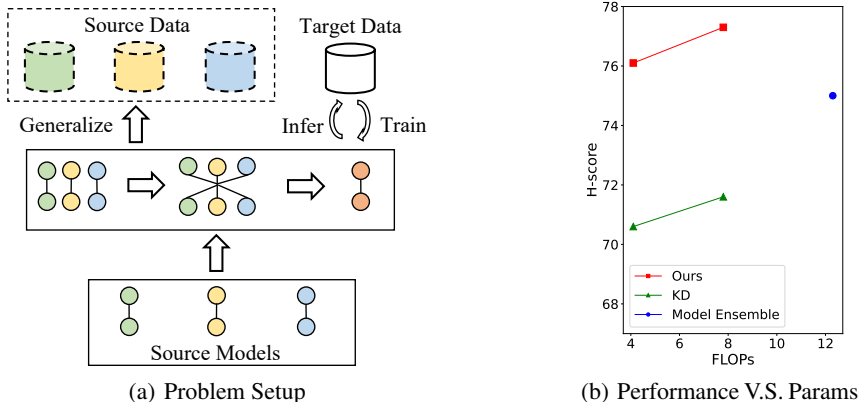 Source Data
Target Data
Generalize
Infer
Train
Source Models
(a) Problem Setup
78
76
74
72
70
68
H-score
Ours
KD
Model Ensemble
4
6
8
10
12
FLOPs
(b) Performance V.S. Params